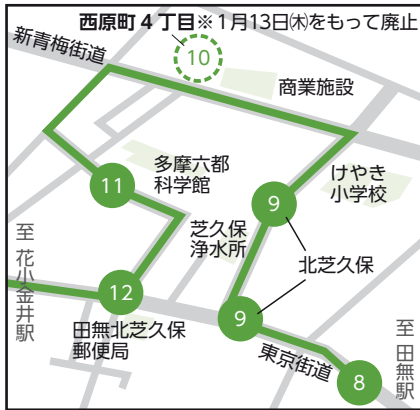 西原町4丁目※1月13日㈭をもって廃止
新青梅街道
10
商業施設
多摩六都
科学館
11
けやき
小学校
9
芝久保
浄水所
北芝久保
至 花小金井駅
12
9
田無北芝久保
郵便局
東京街道
8
至 田無駅